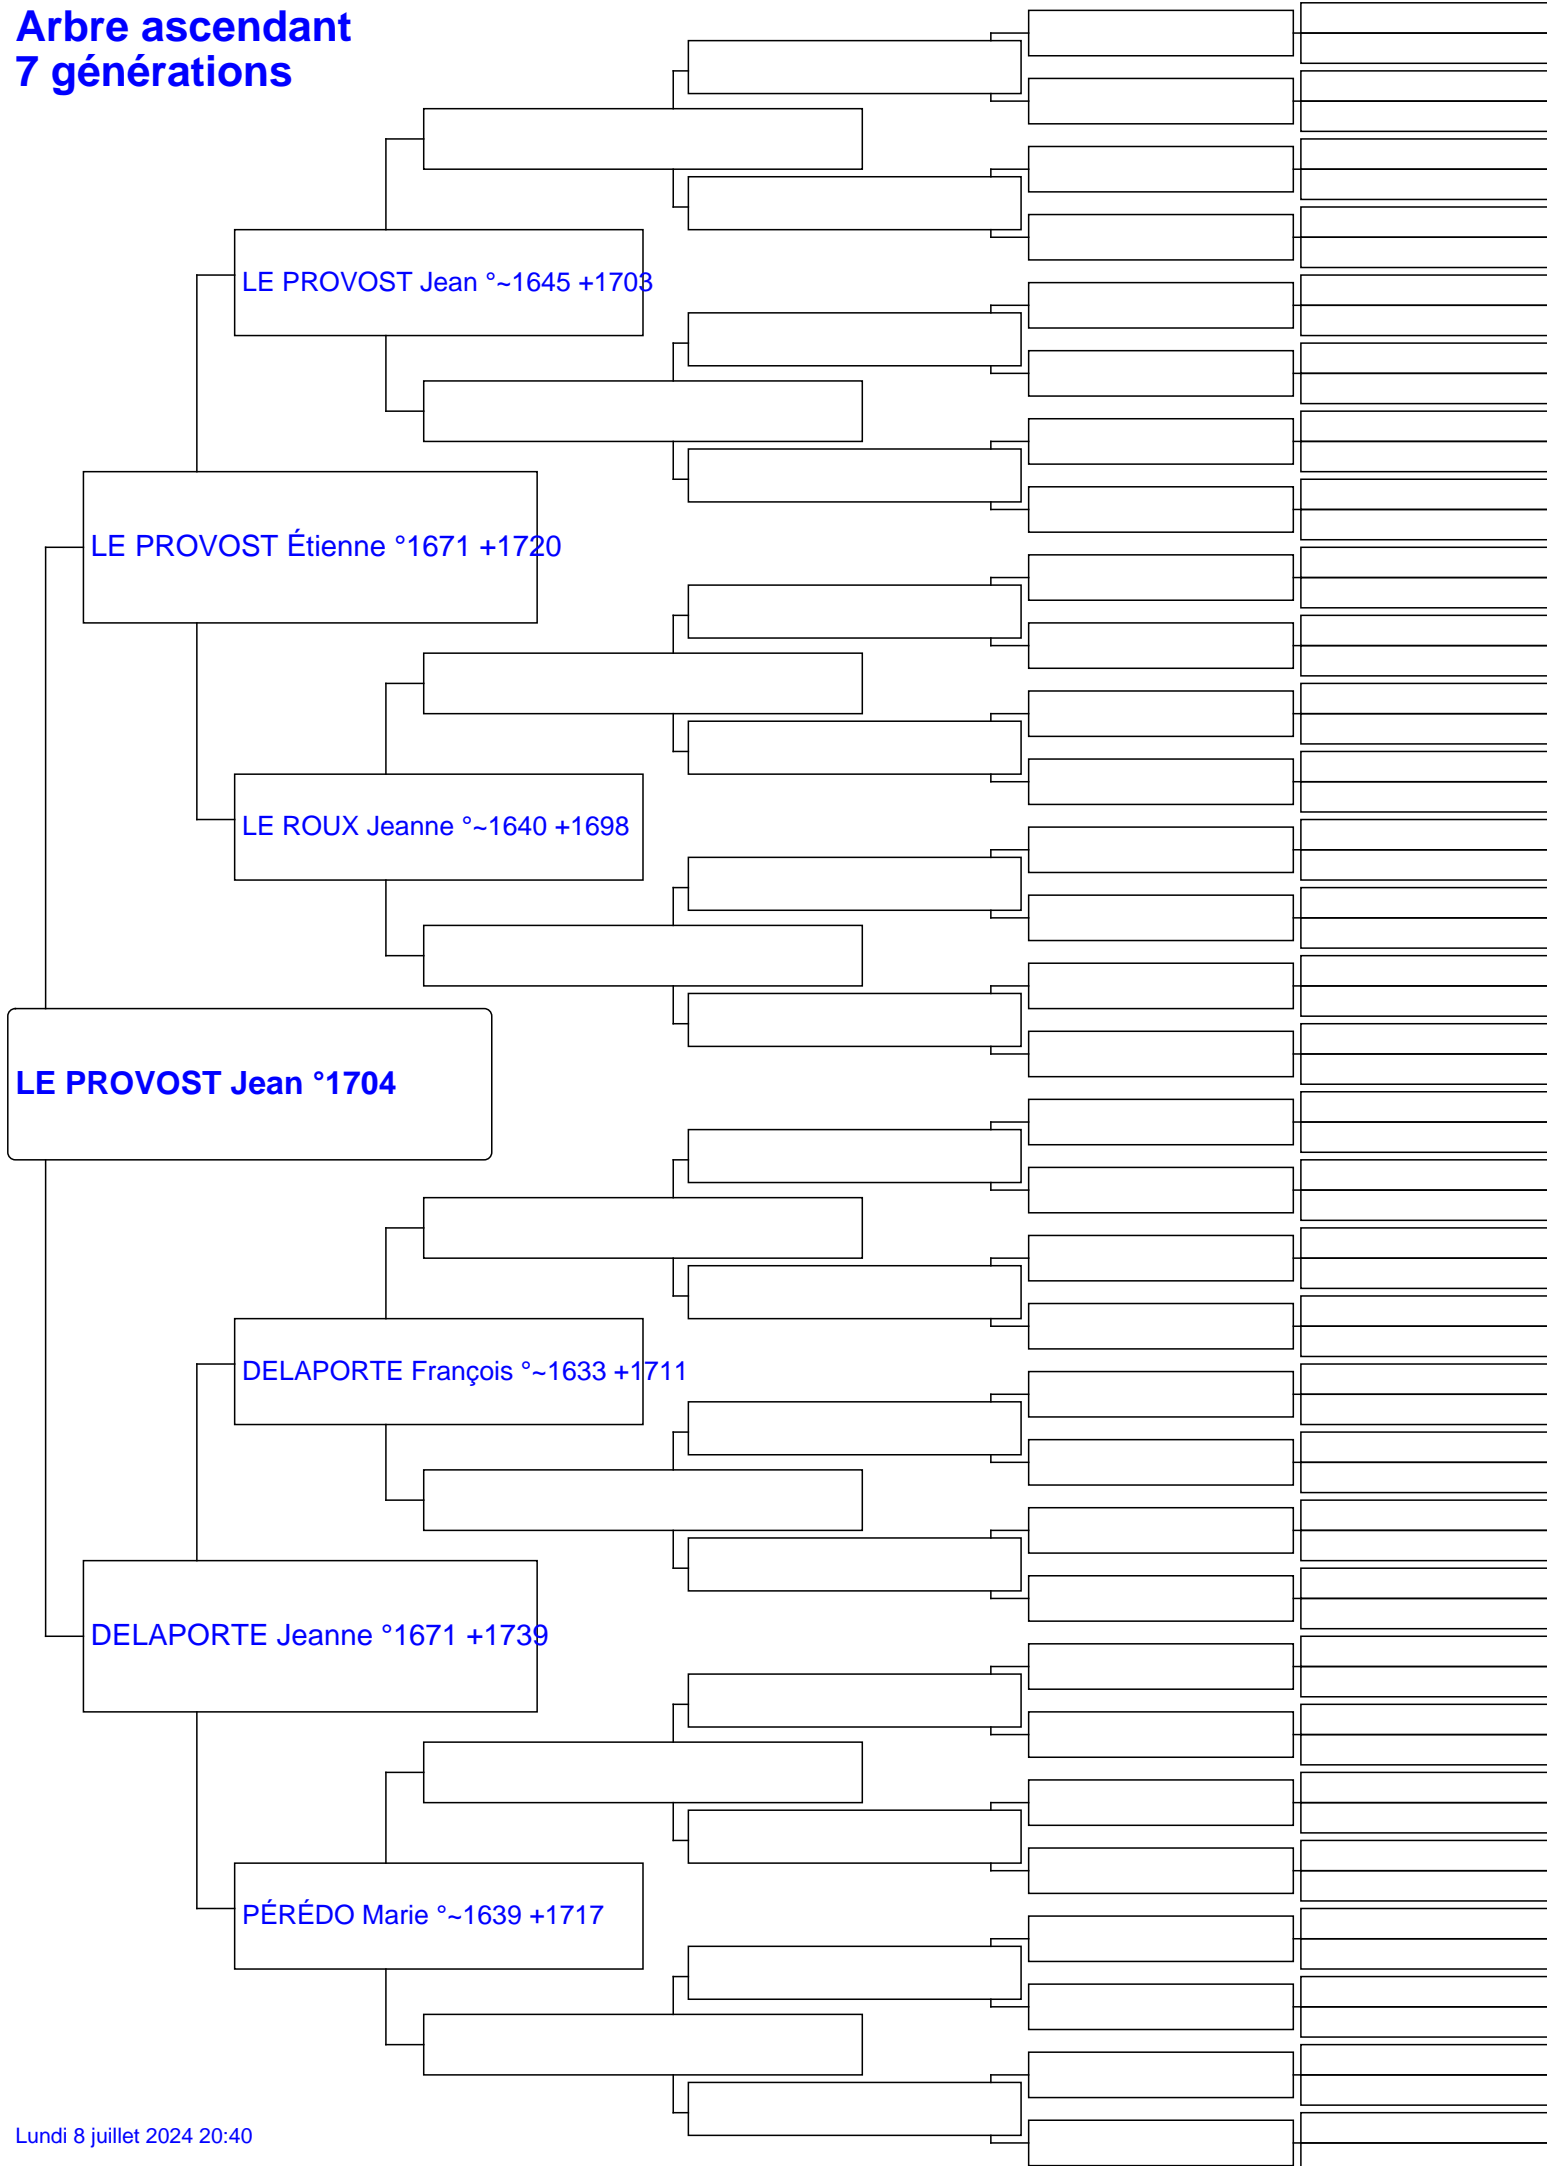 Arbre ascendant
7 générations
LE PROVOST Jean °~1645 +1703
LE PROVOST Étienne °1671 +1720
LE ROUX Jeanne °~1640 +1698
LE PROVOST Jean °1704
DELAPORTE François °~1633 +1711
DELAPORTE Jeanne °1671 +1739
PÉRÉDO Marie °~1639 +1717
Lundi 8 juillet 2024 20:40